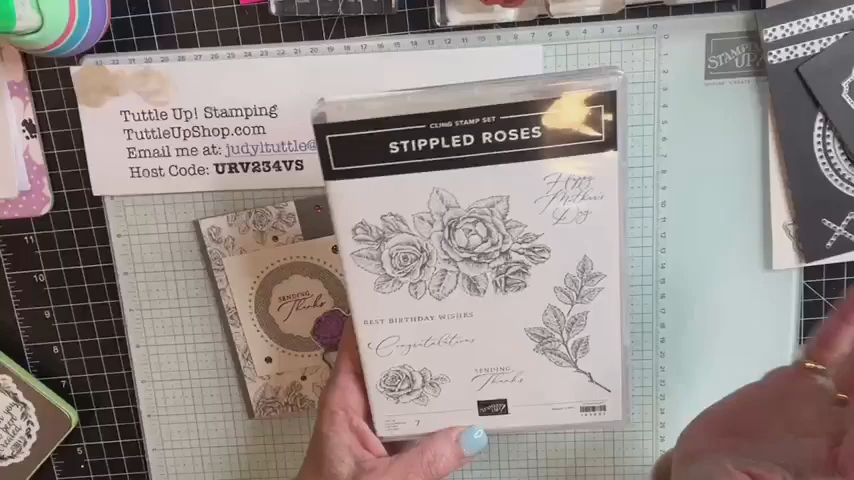 Tuttle Up! Stamping
TuttleUpShop.com
Email me at: judyltuttle@
Host Code: URV234VS
STAMPIN' UP!
CLING STAMP SET
STIPPLED ROSES
Happy
Mother's
Day
BEST BIRTHDAY WISHES
Congratulations
SENDING
Thanks
7
SENDING
Thanks